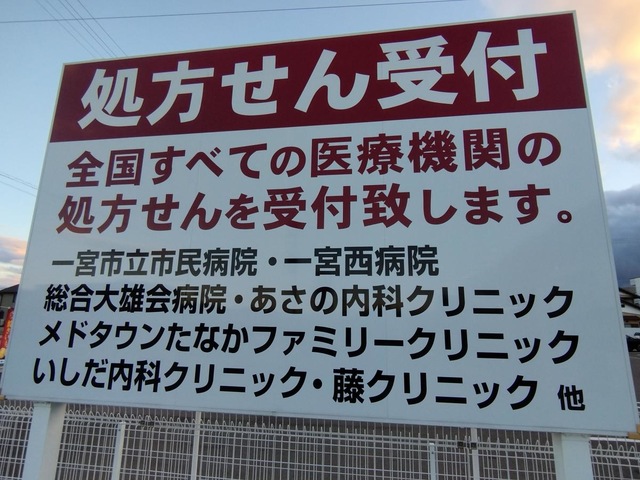 処方せん受付
全国すべての医療機関の
処方せんを受付致します。
一宮市立市民病院・一宮西病院
総合大雄会病院・あさの内科クリニック
メドタウンたなかファミリークリニック
いしだ内科クリニック・藤クリニック 他